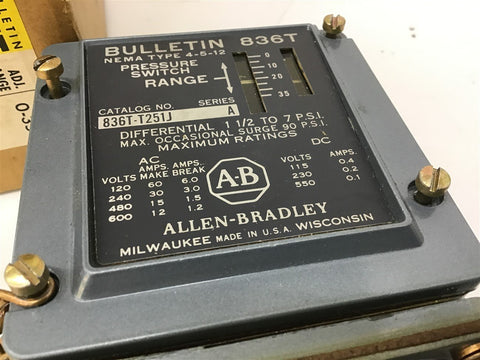 BULLETIN 836T
NEMA TYPE 4-5-12
PRESSURE
SWITCH
RANGE
0
10
20
35
CATALOG NO. SERIES
836T-T251J A
DIFFERENTIAL 1 1/2 TO 7 P.S.I.
MAX. OCCASIONAL SURGE 90 P.S.I.
MAXIMUM RATINGS
AC
VOLTS AMPS. MAKE AMPS. BREAK
120 60 6.0
240 30 3.0
480 15 1.5
600 12 1.2
DC
VOLTS AMPS
115 0.4
230 0.2
550 0.1
AB
ALLEN-BRADLEY
MILWAUKEE MADE IN U.S.A. WISCONSIN
BULLETIN
ADJ.